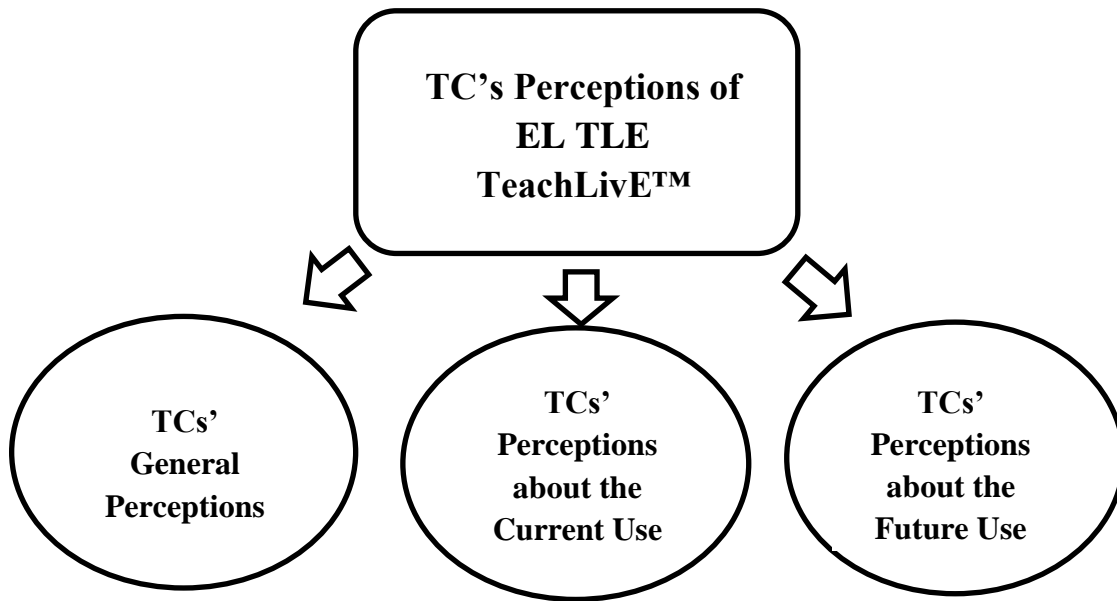 TC’s Perceptions of
EL TLE
TeachLivE™
TCs’
General
Perceptions
TCs’
Perceptions
about the
Current Use
TCs’
Perceptions
about the
Future Use